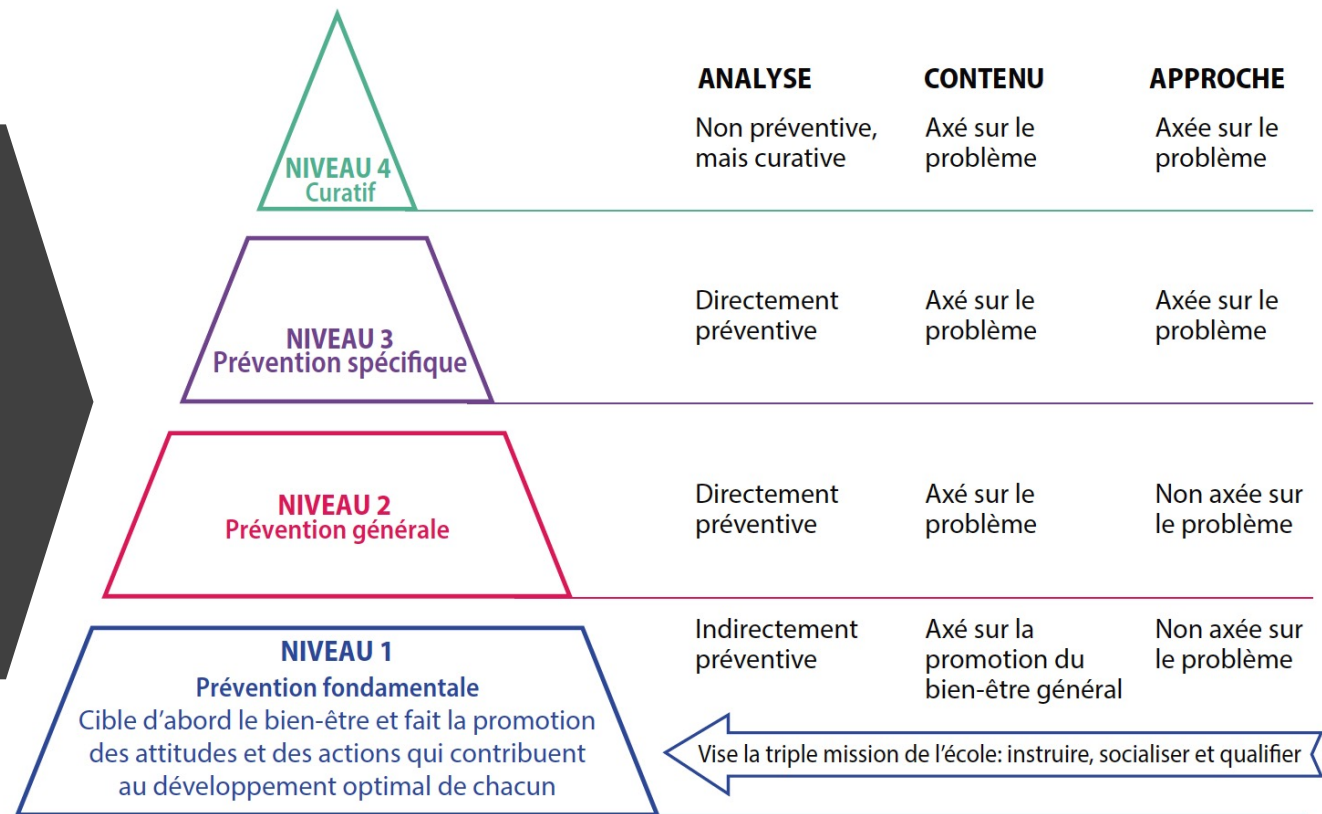 ANALYSE CONTENU APPROCHE
NIVEAU 4
Curatif
Non préventive,
mais curative
Axé sur le
problème
Axée sur le
problème
NIVEAU 3
Prévention spécifique
Directement
préventive
Axé sur le
problème
Axée sur le
problème
NIVEAU 2
Prévention générale
Directement
préventive
Axé sur le
problème
Non axée sur
le problème
NIVEAU 1
Prévention fondamentale
Cible d’abord le bien-être et fait la promotion
des attitudes et des actions qui contribuent
au développement optimal de chacun
Indirectement
préventive
Axé sur la
promotion du
bien-être général
Non axée sur
le problème
Vise la triple mission de l’école: instruire, socialiser et qualifier